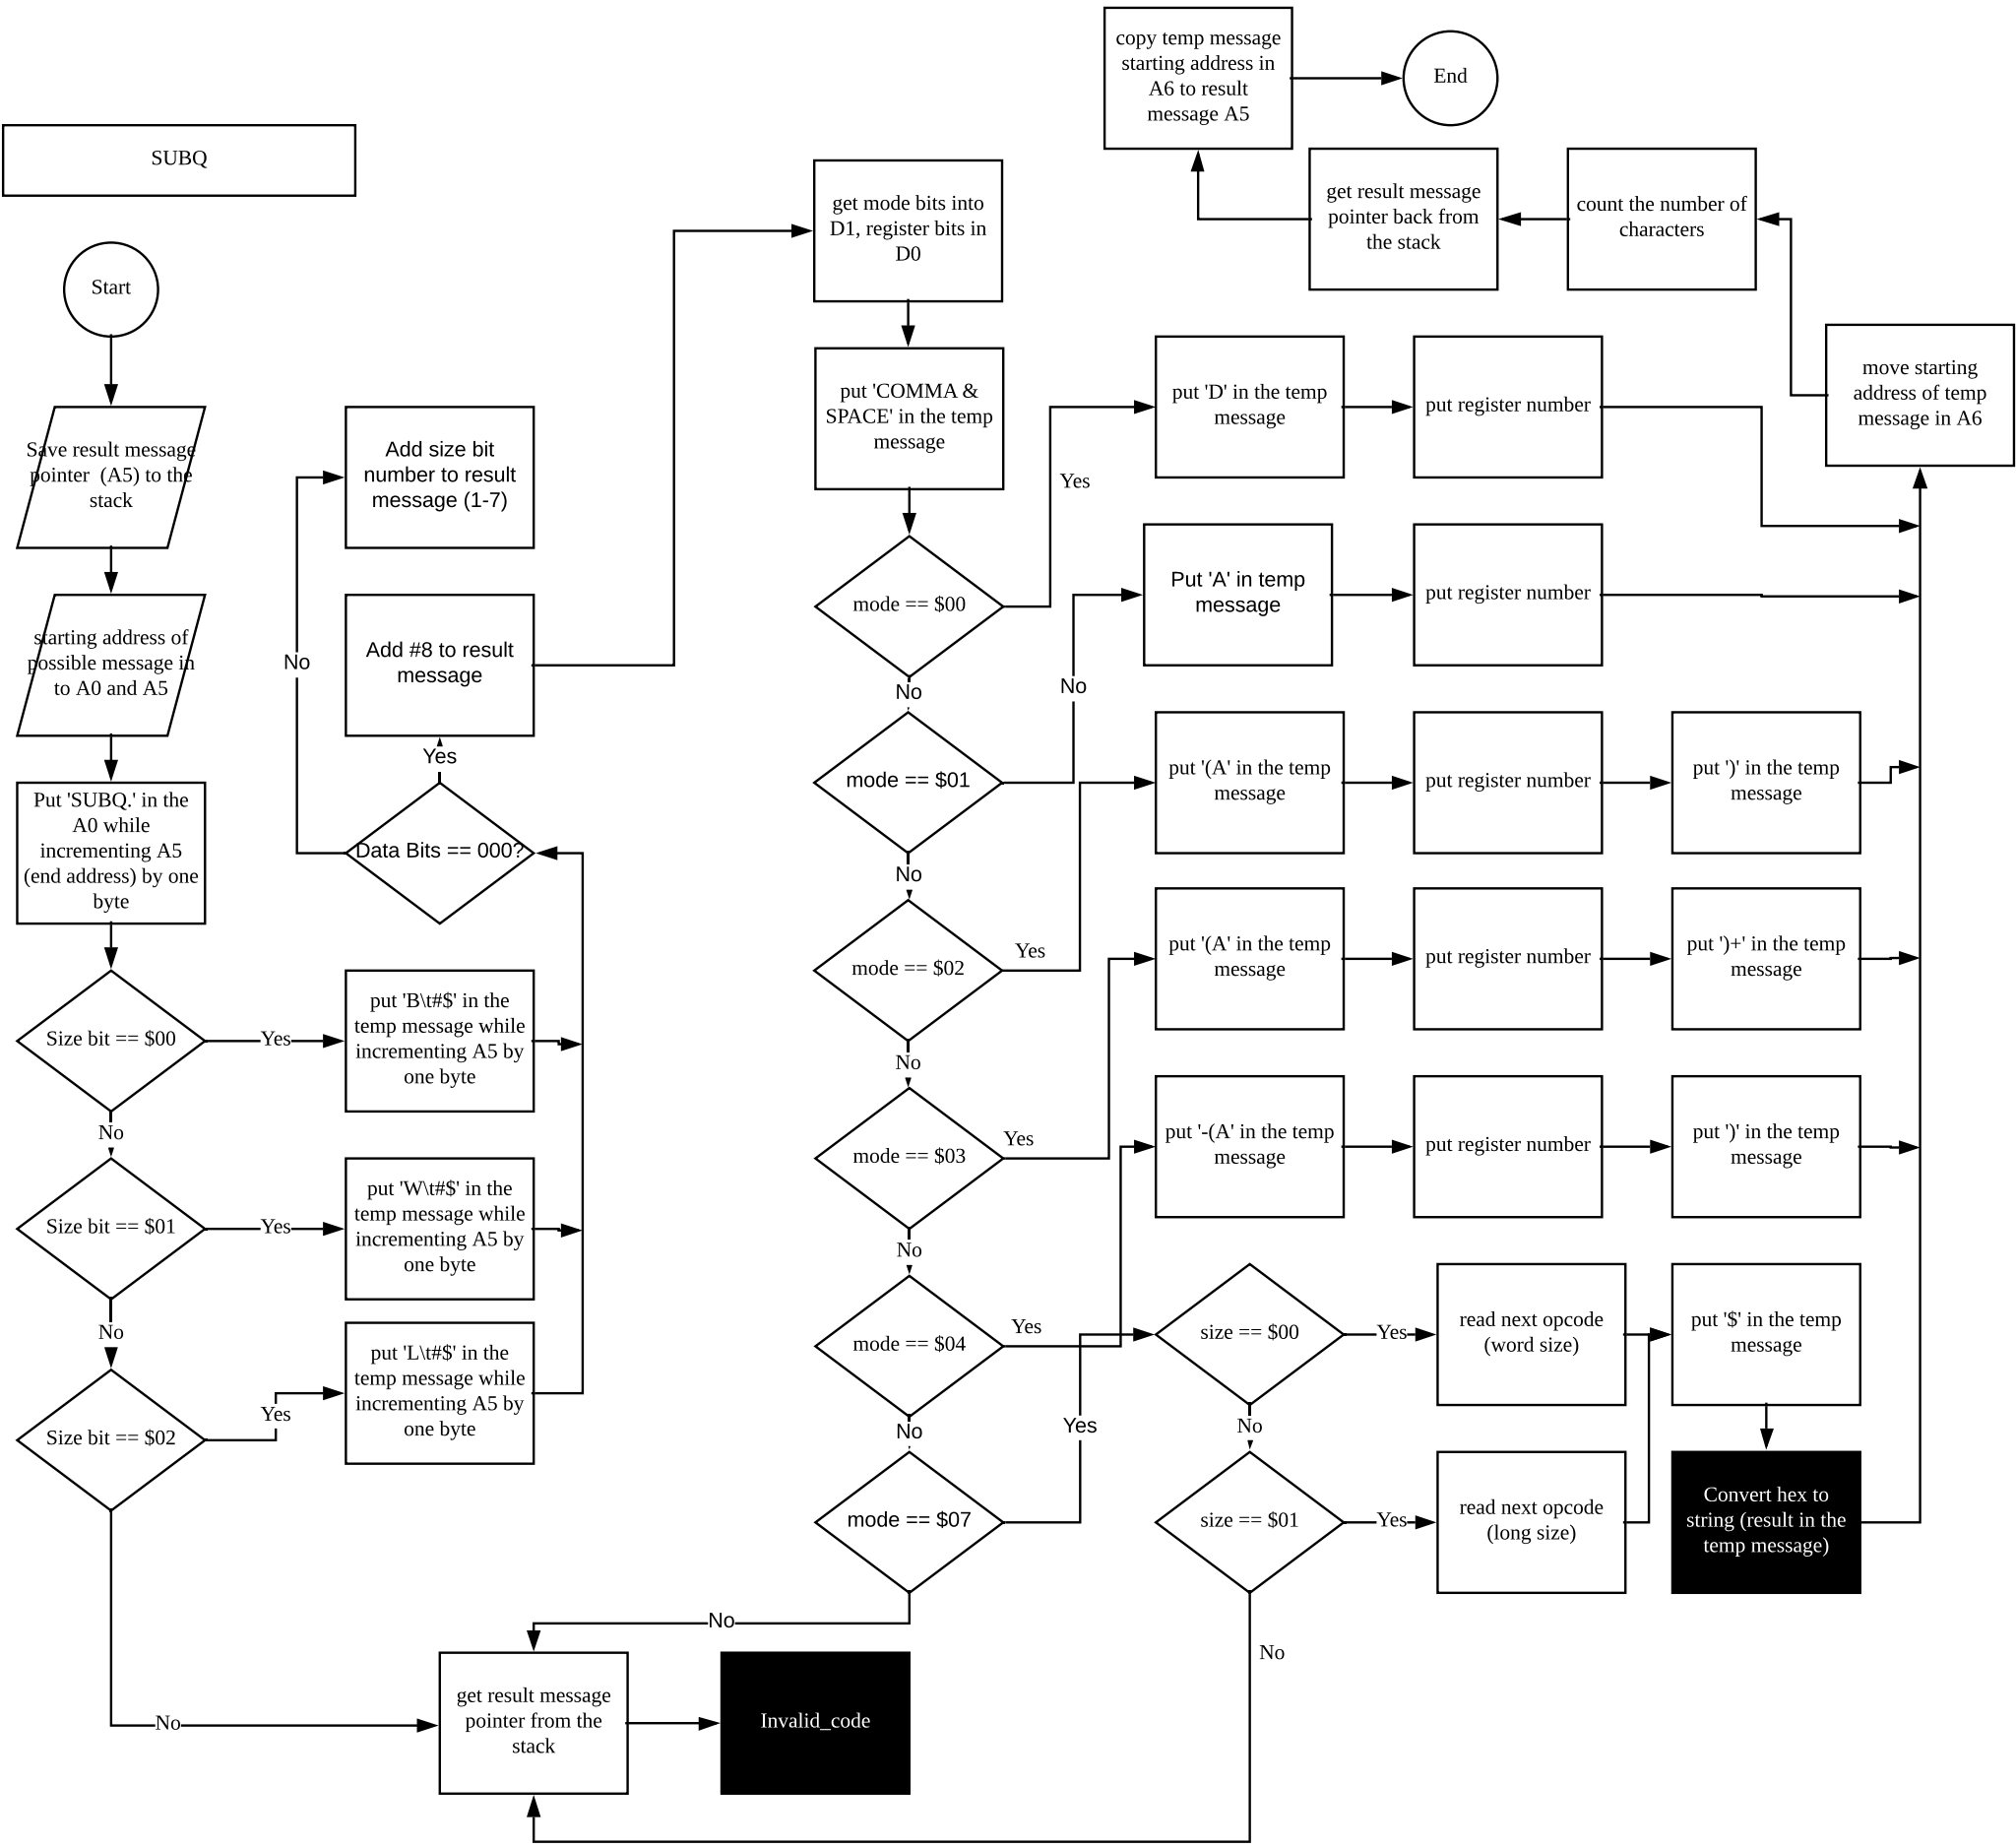 SUBQ
Start
Save result message
pointer (A5) to the
stack
starting address of
possible message in
to A0 and A5
Put 'SUBQ.' in the
A0 while
incrementing A5
(end address) by one
byte
Size bit == $00
Yes
put 'B\t#$' in the
temp message while
incrementing A5 by
one byte
No
Size bit == $01
Yes
put 'W\t#$' in the
temp message while
incrementing A5 by
one byte
No
Size bit == $02
Yes
put 'L\t#$' in the
temp message while
incrementing A5 by
one byte
No
Data Bits == 000?
No
Add size bit
number to result
message (1-7)
Yes
Add #8 to result
message
get mode bits into
D1, register bits in
D0
put 'COMMA &
SPACE' in the temp
message
mode == $00
Yes
put 'D' in the temp
message
put register number
No
mode == $01
No
Put 'A' in temp
message
put register number
No
mode == $02
Yes
put '(A' in the temp
message
put register number
put ')' in the temp
message
No
mode == $03
Yes
put '(A' in the temp
message
put register number
put ')+' in the temp
message
No
mode == $04
Yes
put '-(A' in the temp
message
put register number
put ')' in the temp
message
No
mode == $07
Yes
size == $00
Yes
read next opcode
(word size)
put '$' in the temp
message
No
size == $01
Yes
read next opcode
(long size)
Convert hex to
string (result in the
temp message)
No
No
get result message
pointer from the
stack
Invalid_code
move starting
address of temp
message in A6
count the number of
characters
get result message
pointer back from
the stack
copy temp message
starting address in
A6 to result
message A5
End